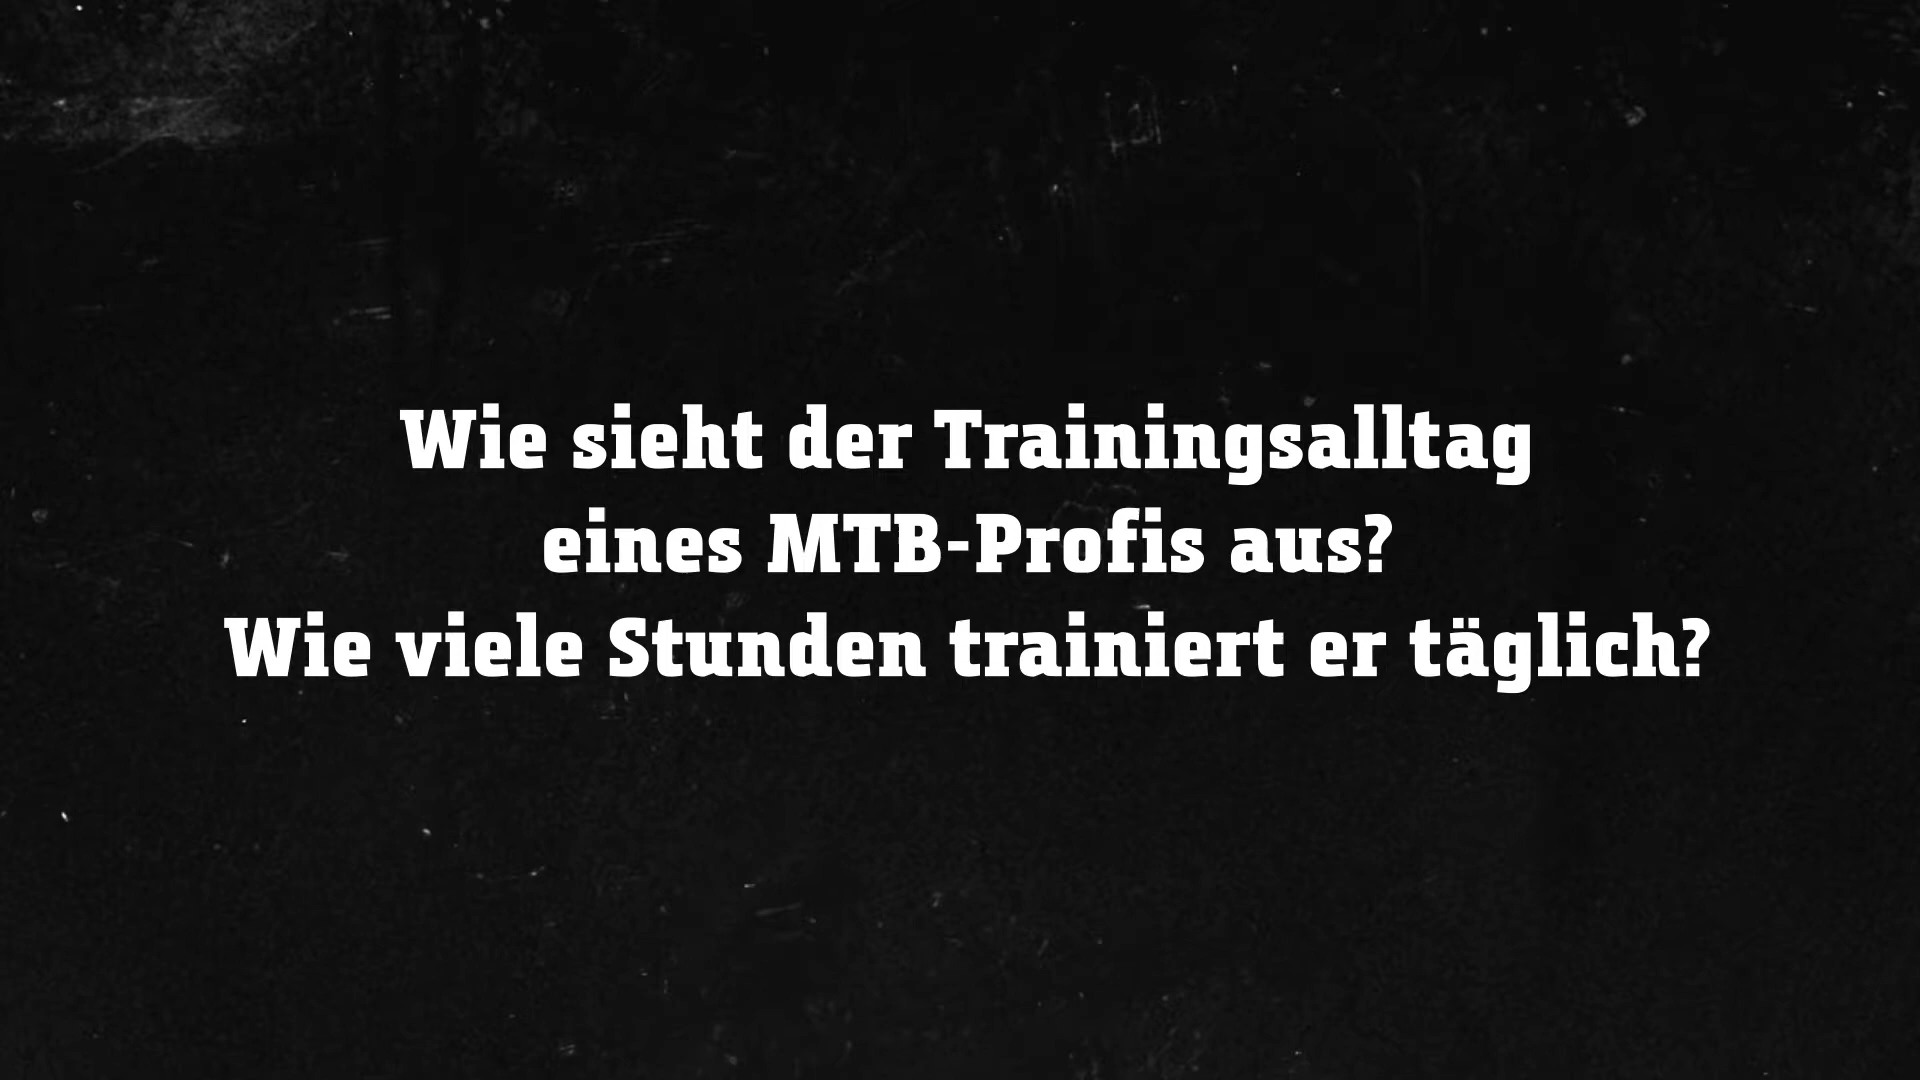 Wie sieht der Trainingsalltag
eines MTB-Profis aus?
Wie viele Stunden trainiert er täglich?